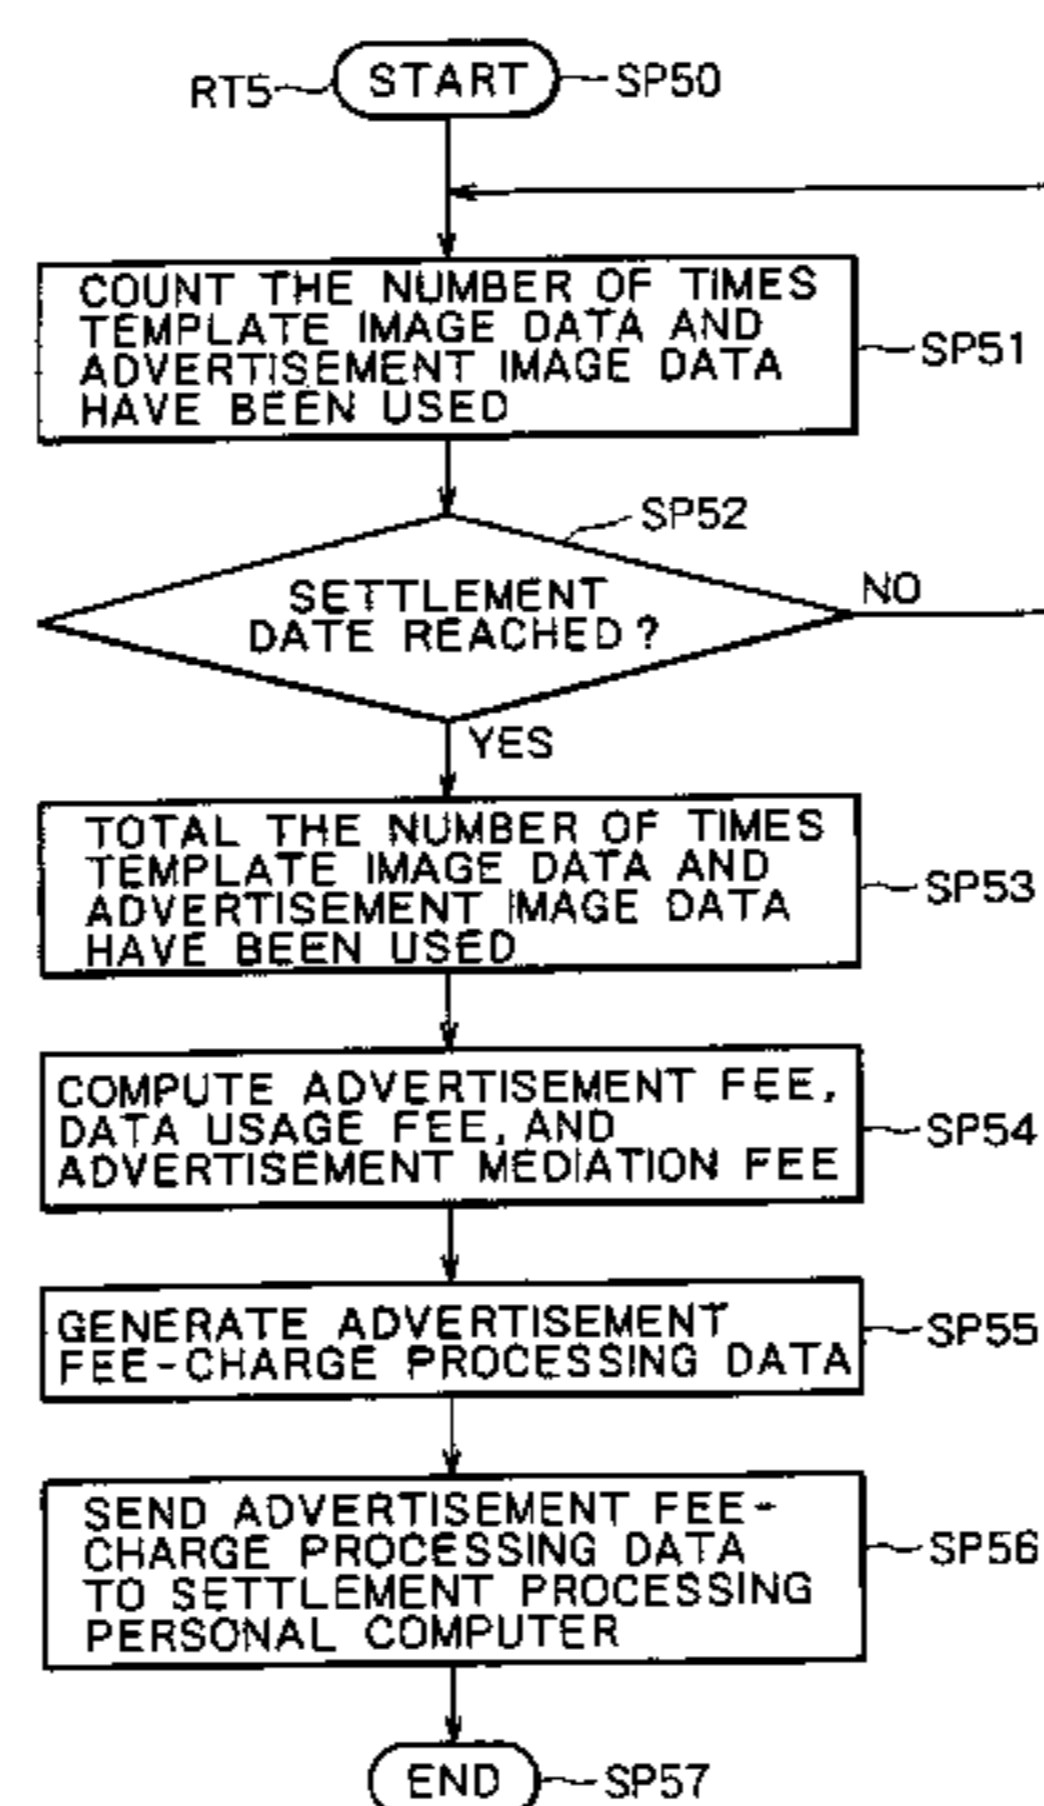 RT5 START SP50
COUNT THE NUMBER OF TIMES
TEMPLATE IMAGE DATA AND
ADVERTISEMENT IMAGE DATA
HAVE BEEN USED
SP51
SP52
SETTLEMENT
DATE REACHED?
NO
YES
TOTAL THE NUMBER OF TIMES
TEMPLATE IMAGE DATA AND
ADVERTISEMENT IMAGE DATA
HAVE BEEN USED
SP53
COMPUTE ADVERTISEMENT FEE,
DATA USAGE FEE, AND
ADVERTISEMENT MEDIATION FEE
SP54
GENERATE ADVERTISEMENT
FEE-CHARGE PROCESSING DATA
SP55
SEND ADVERTISEMENT FEE-
CHARGE PROCESSING DATA
TO SETTLEMENT PROCESSING
PERSONAL COMPUTER
SP56
END SP57